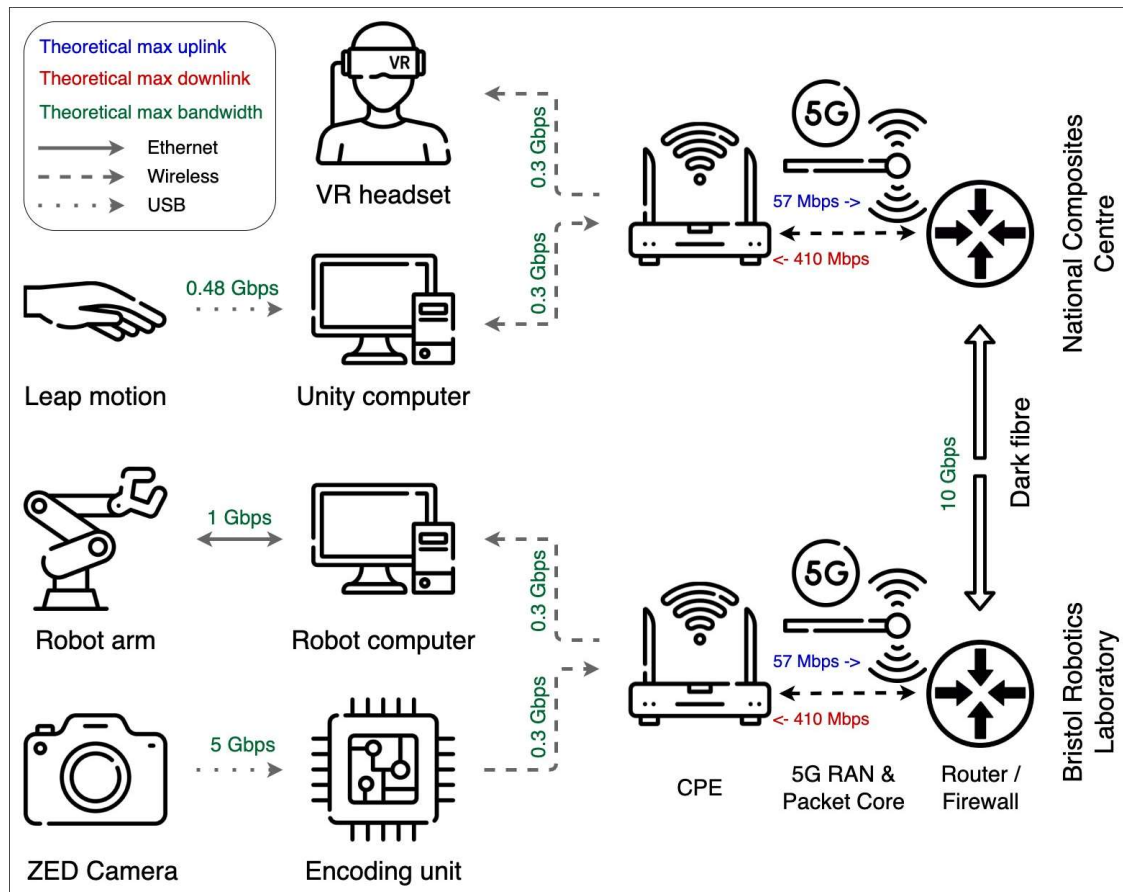 Theoretical max uplink
Theoretical max downlink
Theoretical max bandwidth
Ethernet
Wireless
USB
VR
VR headset
0.3 Gbps
5G
57 Mbps ->
<- 410 Mbps
National Composites
Centre
0.48 Gbps
0.3 Gbps
Leap motion
Unity computer
10 Gbps
Dark fibre
1 Gbps
0.3 Gbps
Robot arm
Robot computer
5G
57 Mbps ->
<- 410 Mbps
Bristol Robotics
Laboratory
5 Gbps
0.3 Gbps
ZED Camera
Encoding unit
CPE
5G RAN &
Packet Core
Router /
Firewall